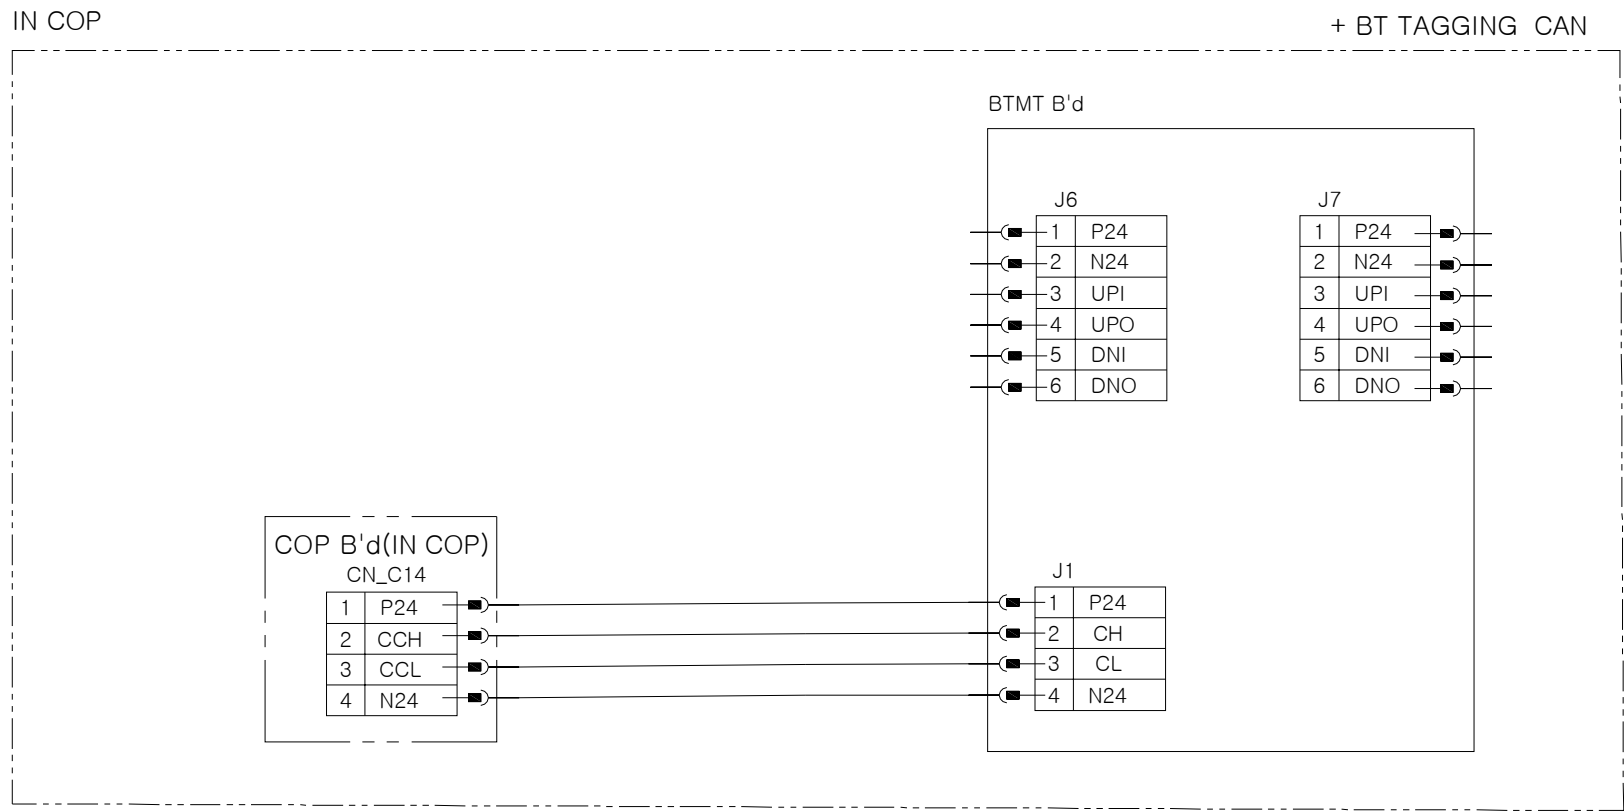 IN COP
+ BT TAGGING CAN
BTMT B'd
J6
1 P24
2 N24
3 UPI
4 UPO
5 DNI
6 DNO
J7
1 P24
2 N24
3 UPI
4 UPO
5 DNI
6 DNO
COP B'd(IN COP)
CN_C14
1 P24
2 CCH
3 CCL
4 N24
J1
1 P24
2 CH
3 CL
4 N24